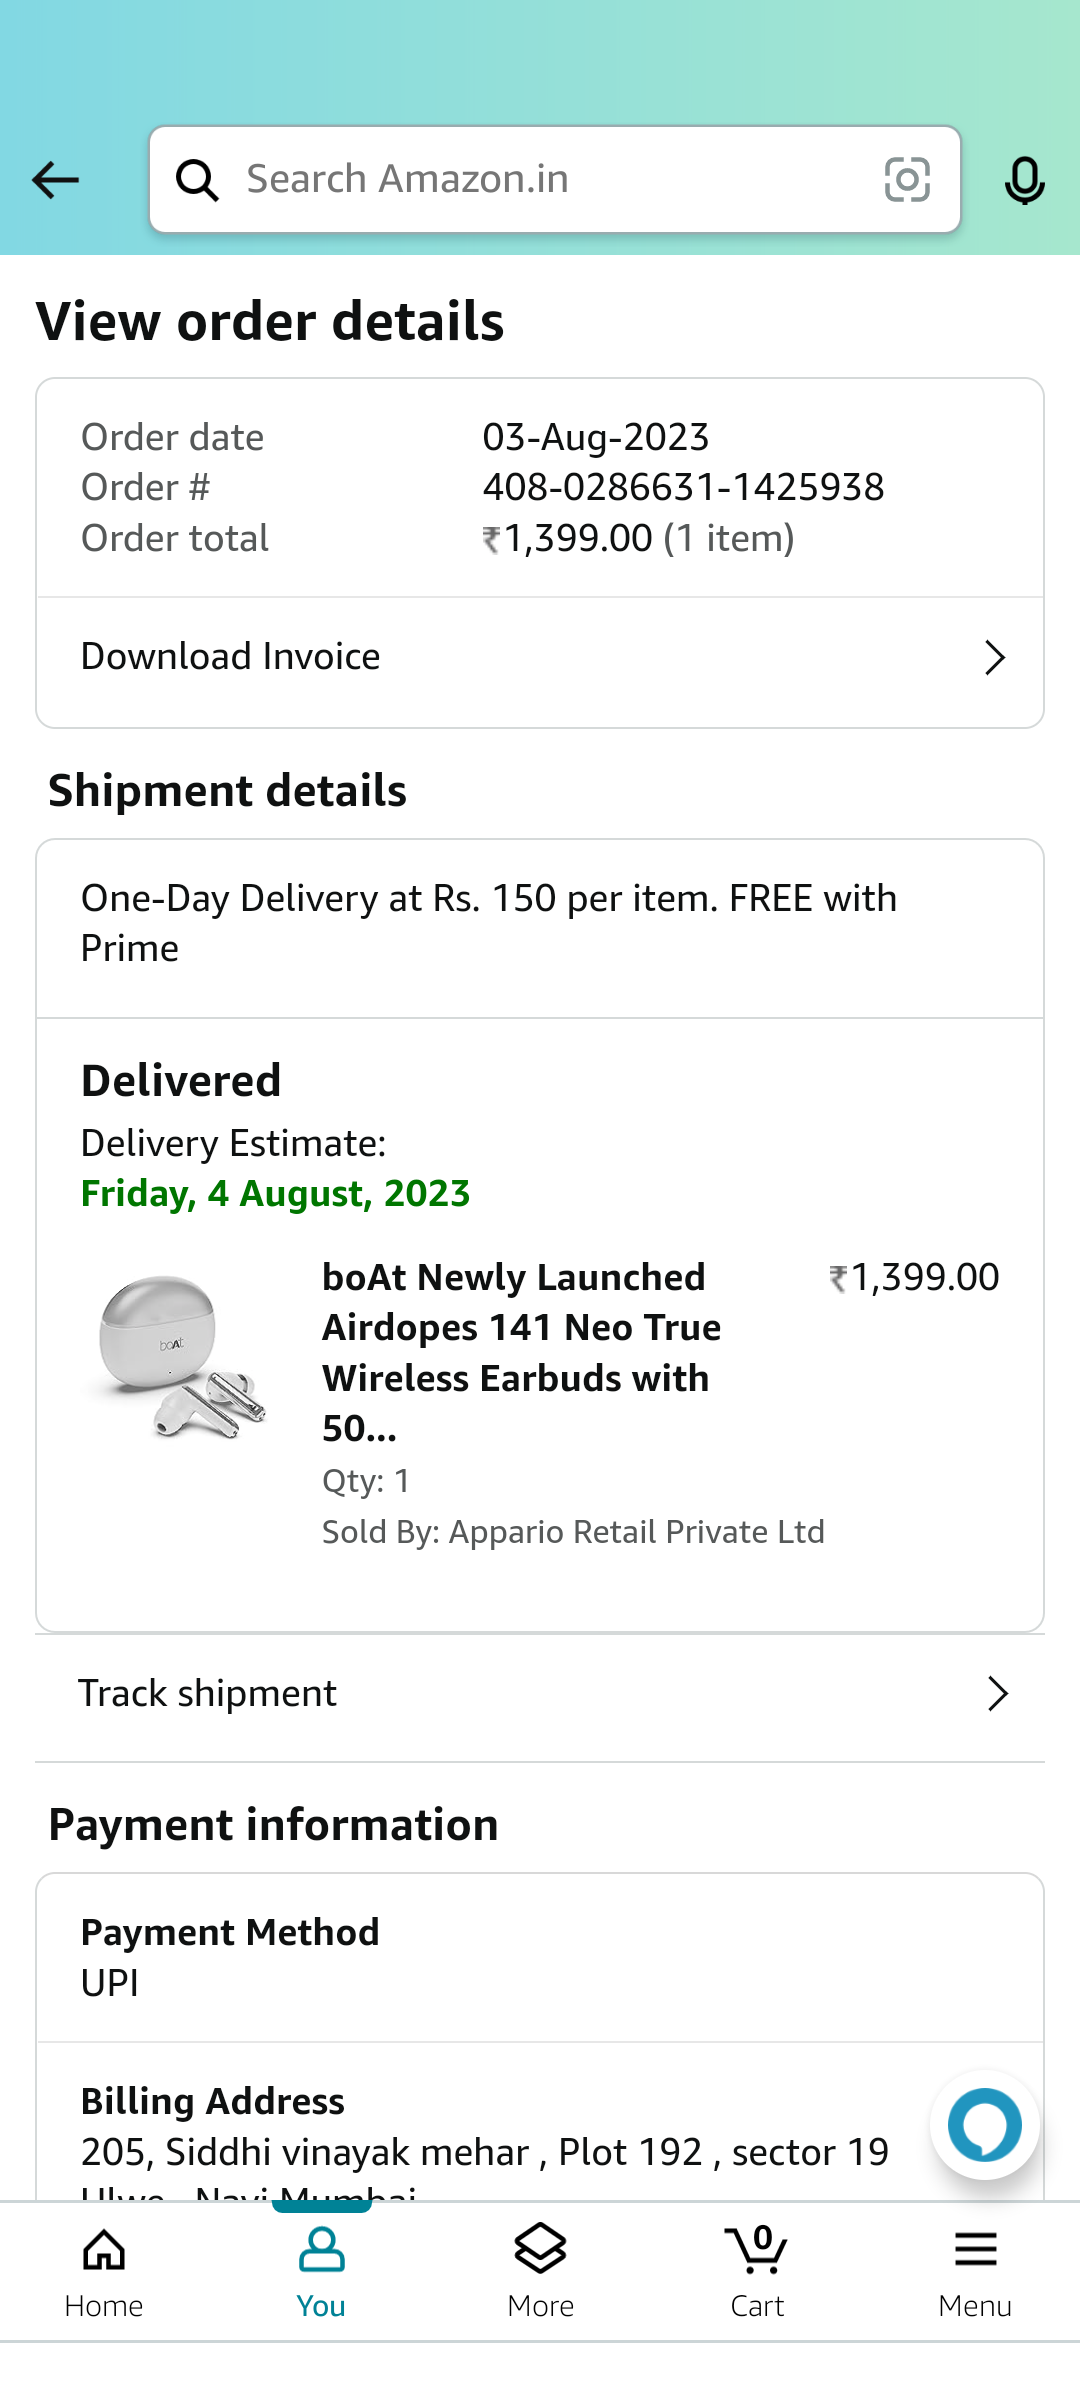 Search Amazon.in
View order details
Order date 03-Aug-2023
Order # 408-0286631-1425938
Order total ₹1,399.00 (1 item)
Download Invoice
Shipment details
One-Day Delivery at Rs. 150 per item. FREE with
Prime
Delivered
Delivery Estimate:
Friday, 4 August, 2023
boAt
boAt Newly Launched ₹1,399.00
Airdopes 141 Neo True
Wireless Earbuds with
50...
Qty: 1
Sold By: Appario Retail Private Ltd
Track shipment
Payment information
Payment Method
UPI
Billing Address
205, Siddhi vinayak mehar , Plot 192 , sector 19
Ulwe , Navi Mumbai
0
Home You More Cart Menu